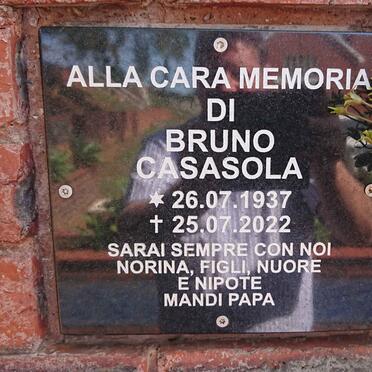 ALLA CARA MEMORIA
DI
BRUNO
CASASOLA
✶ 26.07.1937
✝ 25.07.2022
SARAI SEMPRE CON NOI
NORINA, FIGLI, NUORE
E NIPOTE
MANDI PAPA